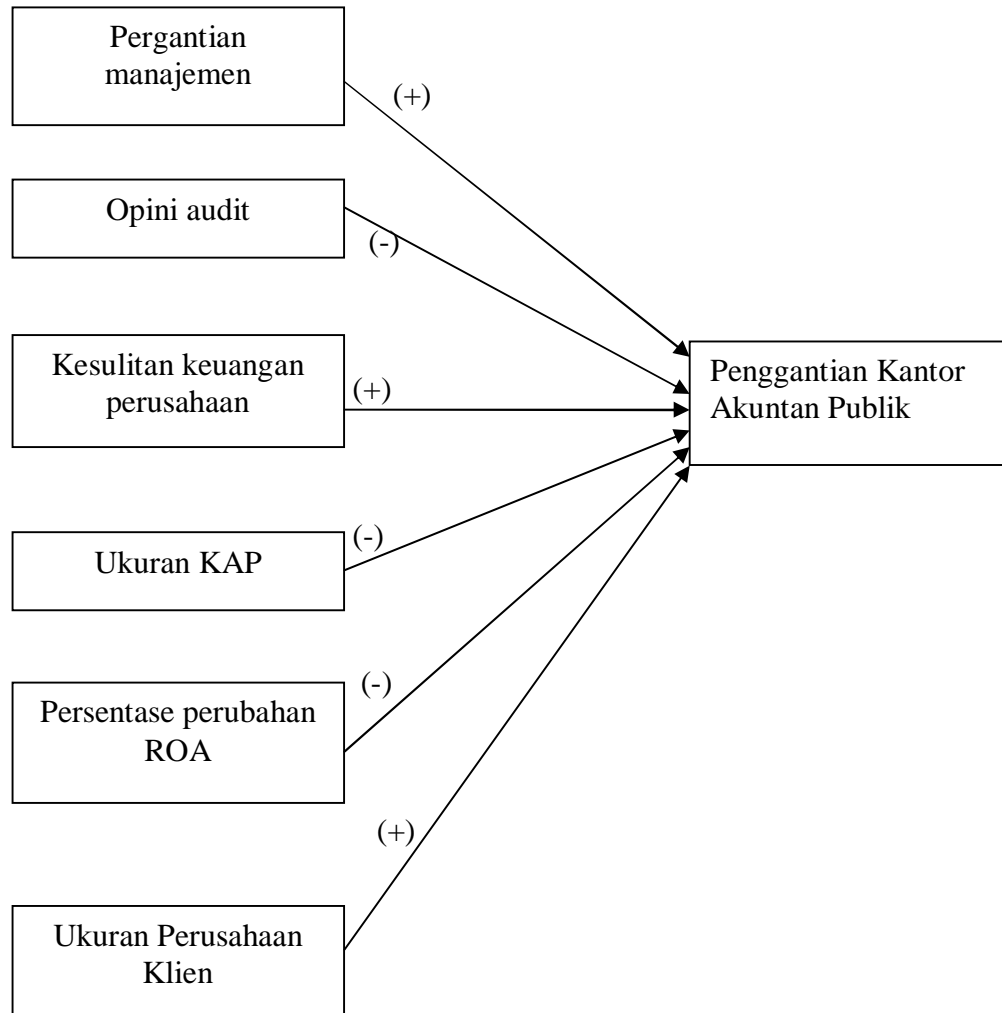 Pergantian
manajemen
(+)
Opini audit
(-)
Kesulitan keuangan
perusahaan
(+)
Penggantian Kantor
Akuntan Publik
Ukuran KAP
(-)
Persentase perubahan
ROA
(-)
Ukuran Perusahaan
Klien
(+)